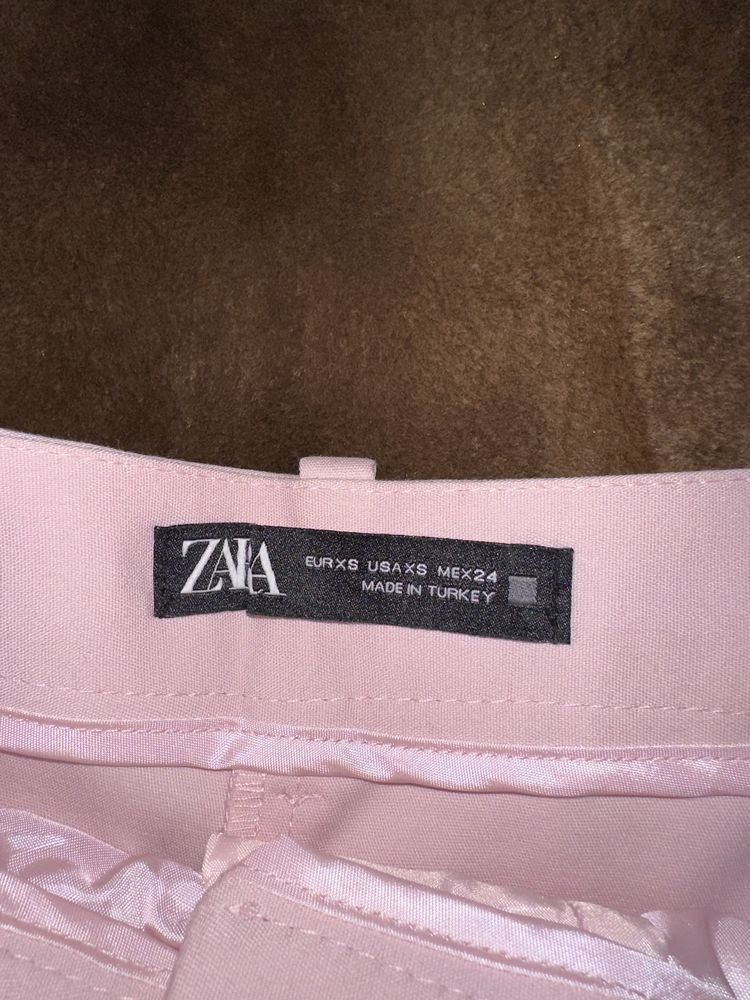 ZARA
EUR XS USA XS MEX 24
MADE IN TURKEY